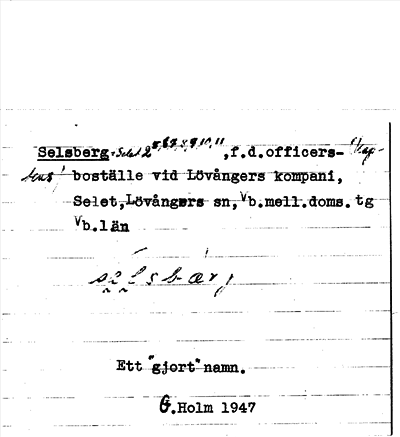 Selsberg, f.d.officers-
boställe vid Lövångers kompani,
Selet,Lövångers sn,Vb.mell.doms.tg
Vb.län
Ett "gjort" namn.
G.Holm 1947